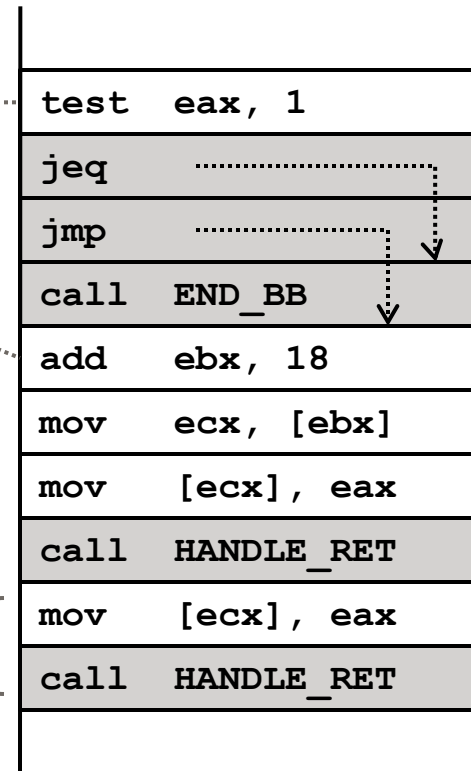 test eax, 1
jeq
jmp
call END_BB
add ebx, 18
mov ecx, [ebx]
mov [ecx], eax
call HANDLE_RET
mov [ecx], eax
call HANDLE_RET